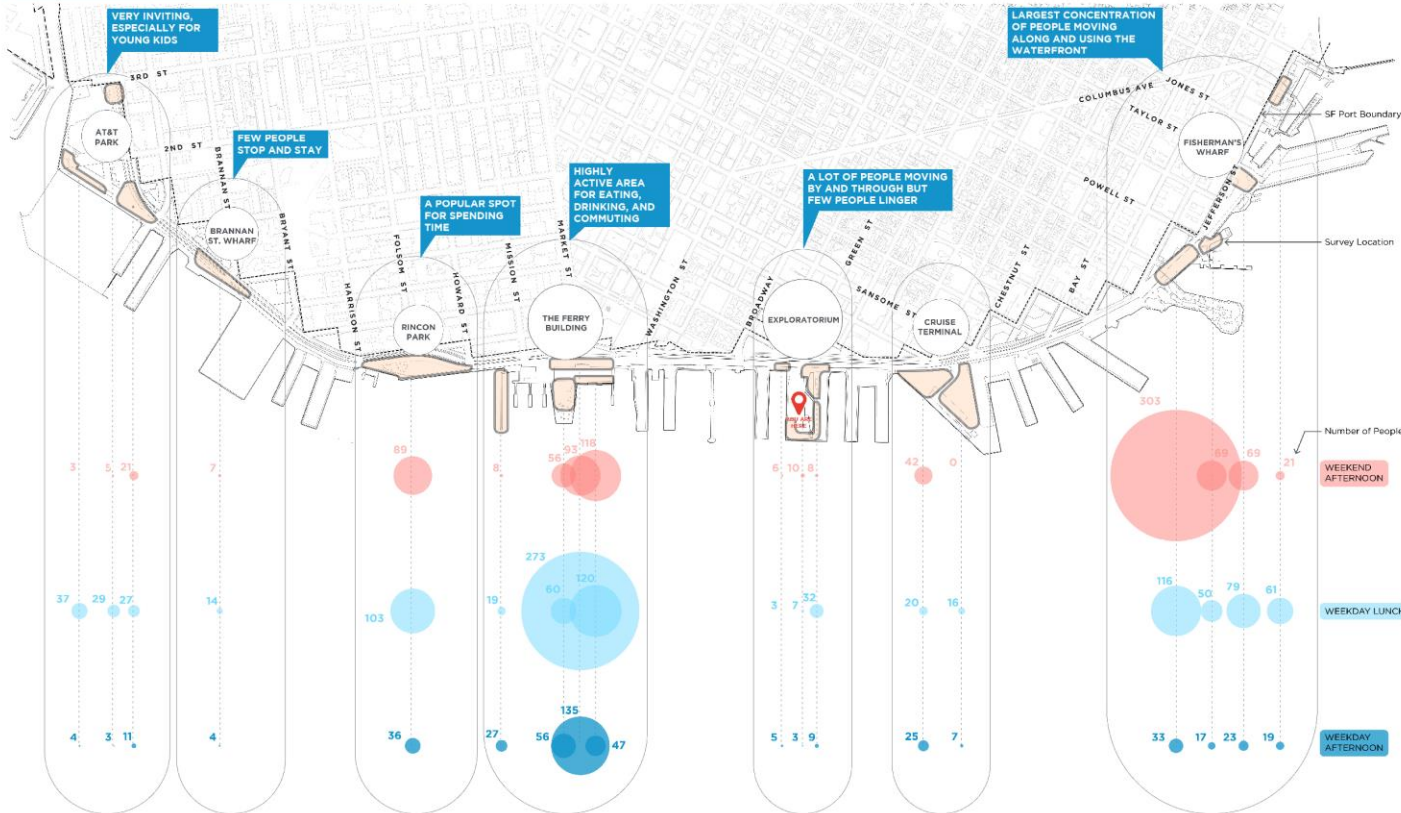 VERY INVITING,
ESPECIALLY FOR
YOUNG KIDS
LARGEST CONCENTRATION
OF PEOPLE MOVING
ALONG AND USING THE
WATERFRONT
3RD ST
COLUMBUS AVE
JONES ST
TAYLOR ST
SF Port Boundary
AT&T
PARK
2ND ST
FEW PEOPLE
STOP AND STAY
FISHERMAN'S
WHARF
BRANNAN ST
HIGHLY
ACTIVE AREA
FOR EATING,
DRINKING, AND
COMMUTING
A LOT OF PEOPLE MOVING
BY AND THROUGH BUT
FEW PEOPLE LINGER
POWELL ST
JEFFERSON ST
A POPULAR SPOT
FOR SPENDING
TIME
BRANNAN
ST. WHARF
BRYANT ST
FOLSOM ST
HOWARD ST
MISSION ST
MARKET ST
WASHINGTON ST
BROADWAY
GREEN ST
SANSOME ST
CHESTNUT ST
BAY ST
Survey Location
HARRISON ST
RINCON
PARK
THE FERRY
BUILDING
EXPLORATORIUM
CRUISE
TERMINAL
YOU ARE
HERE
Number of People
3 5 21 7 89 8 56 93 118 6 10 8 42 0 303 69 69 21
WEEKEND
AFTERNOON
37 29 27 14 103 19 273 60 120 3 7 32 20 16 116 50 79 61
WEEKDAY LUNCH
4 3 11 4 36 27 56 135 47 5 3 9 25 7 33 17 23 19
WEEKDAY
AFTERNOON